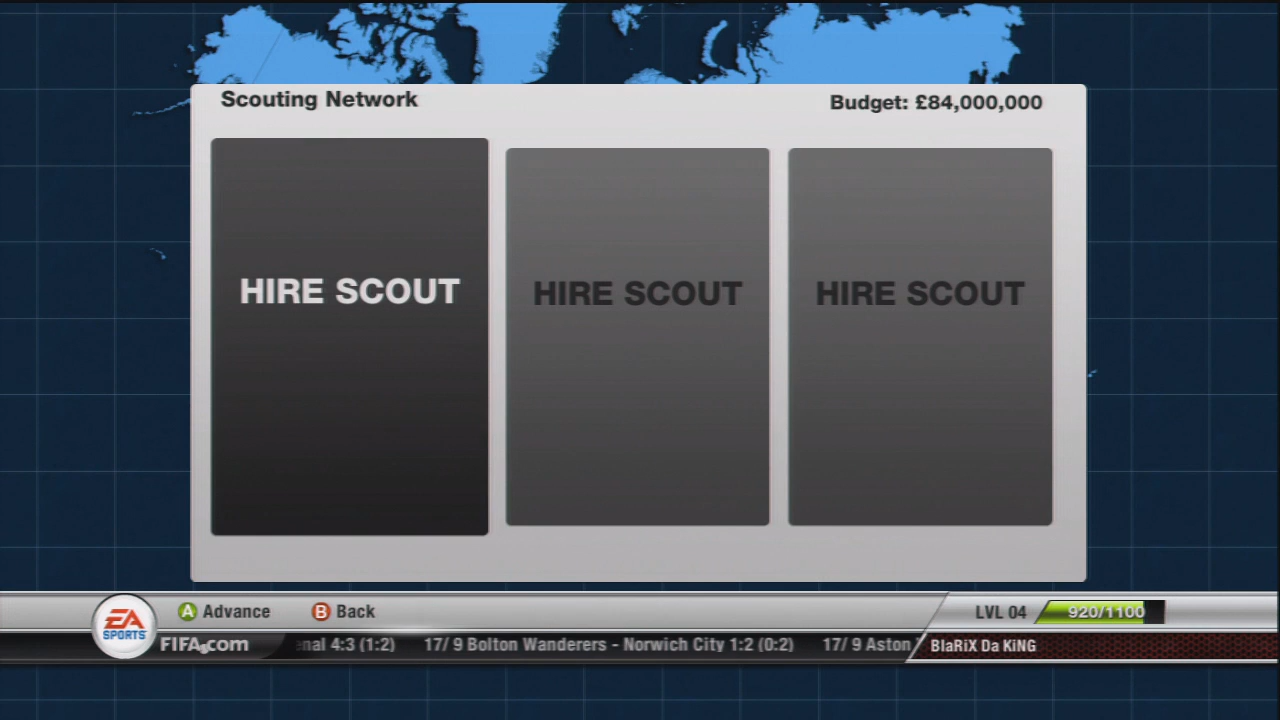 Scouting Network
Budget: £84,000,000
HIRE SCOUT
HIRE SCOUT
HIRE SCOUT
EA SPORTS
A Advance
B Back
LVL 04
920/1100
FIFA.com
enal 4:3 (1:2) 17/ 9 Bolton Wanderers - Norwich City 1:2 (0:2) 17/ 9 Aston
BlaRiX Da KiNG